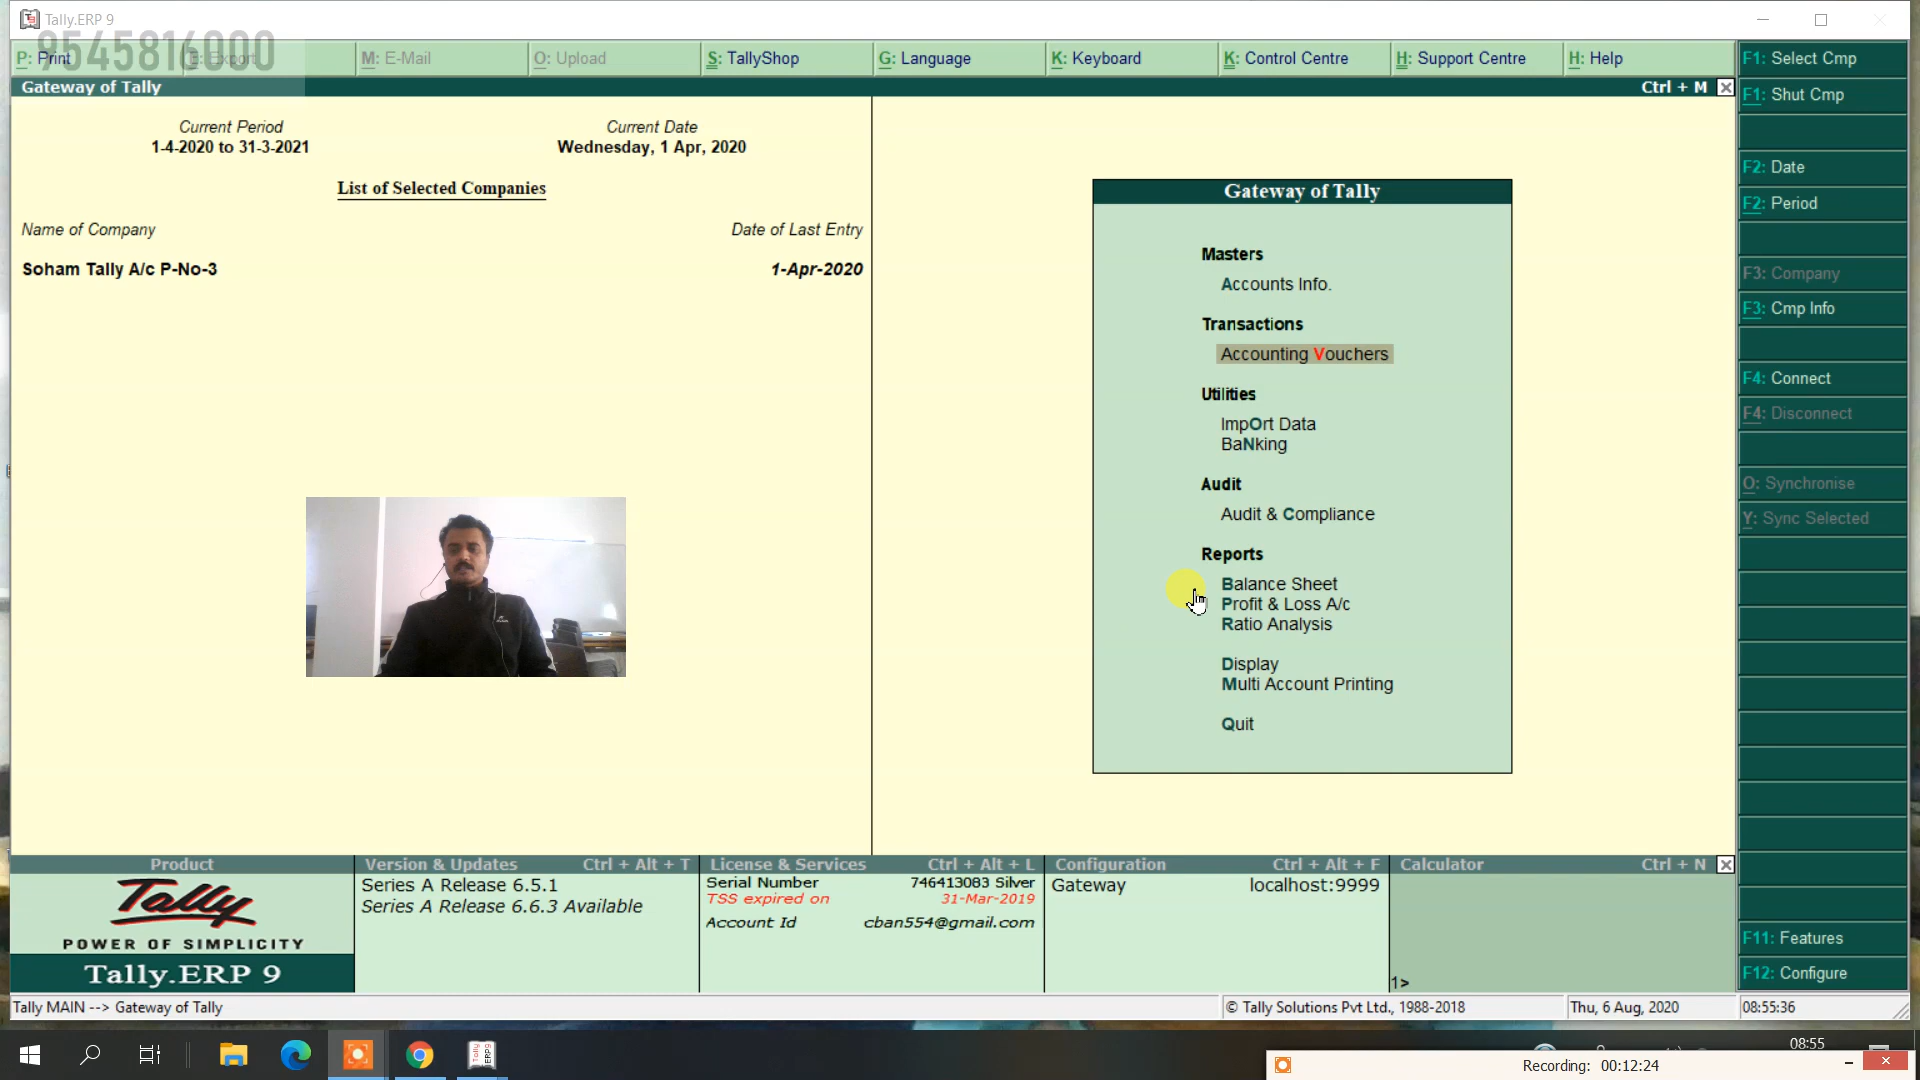 Tally.ERP 9
9545816000
P: Print
E: Export
M: E-Mail
O: Upload
S: TallyShop
G: Language
K: Keyboard
K: Control Centre
H: Support Centre
H: Help
Gateway of Tally
Ctrl + M
Current Period
1-4-2020 to 31-3-2021
Current Date
Wednesday, 1 Apr, 2020
List of Selected Companies
Name of Company
Date of Last Entry
Soham Tally A/c P-No-3
1-Apr-2020
Gateway of Tally
Masters
Accounts Info.
Transactions
Accounting Vouchers
Utilities
ImpOrt Data
BaNking
Audit
Audit & Compliance
Reports
Balance Sheet
Profit & Loss A/c
Ratio Analysis
Display
Multi Account Printing
Quit
F1: Select Cmp
F1: Shut Cmp
F2: Date
F2: Period
F3: Company
F3: Cmp Info
F4: Connect
F4: Disconnect
O: Synchronise
Y: Sync Selected
F11: Features
F12: Configure
Product
Tally
POWER OF SIMPLICITY
Tally.ERP 9
Version & Updates
Ctrl + Alt + T
Series A Release 6.5.1
Series A Release 6.6.3 Available
License & Services
Ctrl + Alt + L
Serial Number
746413083 Silver
TSS expired on
31-Mar-2019
Account Id
cban554@gmail.com
Configuration
Ctrl + Alt + F
Gateway
localhost:9999
Calculator
Ctrl + N
1>
Tally MAIN --> Gateway of Tally
© Tally Solutions Pvt Ltd., 1988-2018
Thu, 6 Aug, 2020
08:55:36
Tally
ERP9
08:55
Recording: 00:12:24